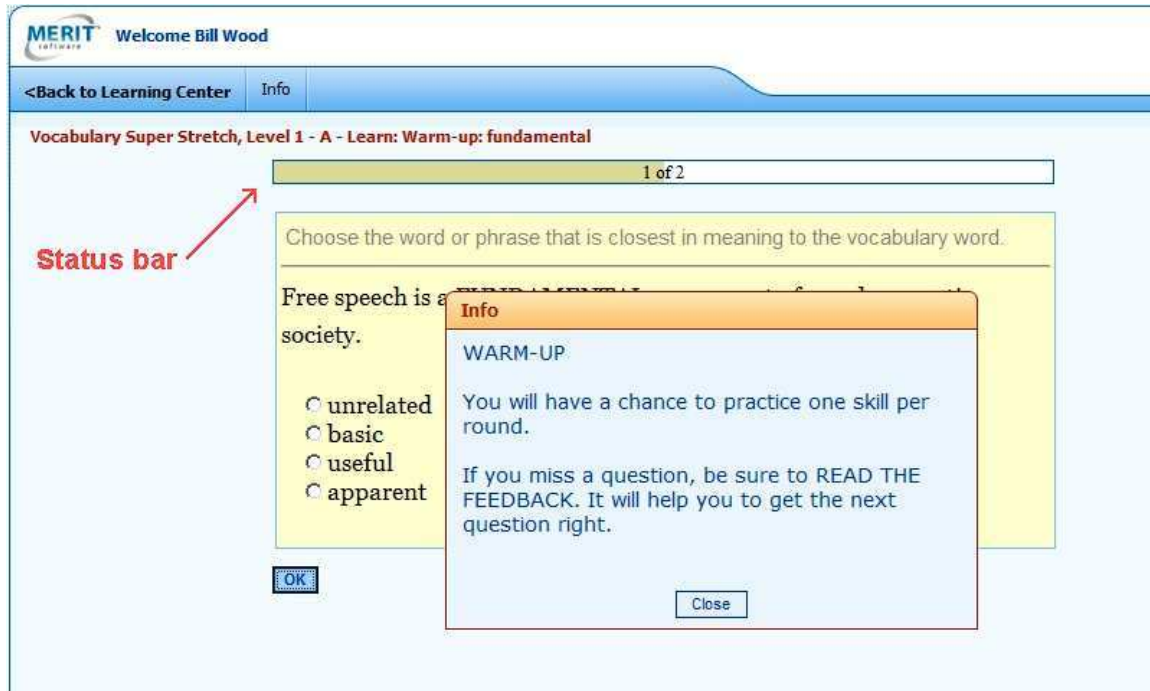 MERIT Welcome Bill Wood
software
<Back to Learning Center Info
Vocabulary Super Stretch, Level 1 - A - Learn: Warm-up: fundamental
1 of 2
Status bar
Choose the word or phrase that is closest in meaning to the vocabulary word.
Free speech is a
society.
unrelated
basic
useful
apparent
OK
Info
WARM-UP
You will have a chance to practice one skill per
round.
If you miss a question, be sure to READ THE
FEEDBACK. It will help you to get the next
question right.
Close